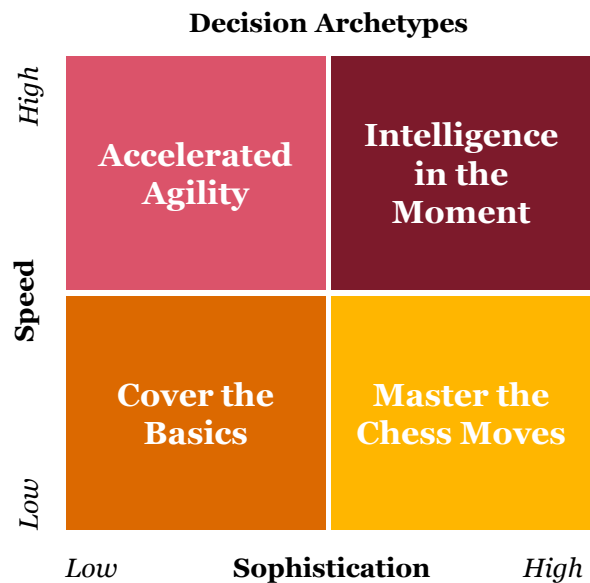 Decision Archetypes
High
Accelerated
Agility
Intelligence
in the
Moment
Speed
Cover the
Basics
Master the
Chess Moves
Low
Low
Sophistication
High